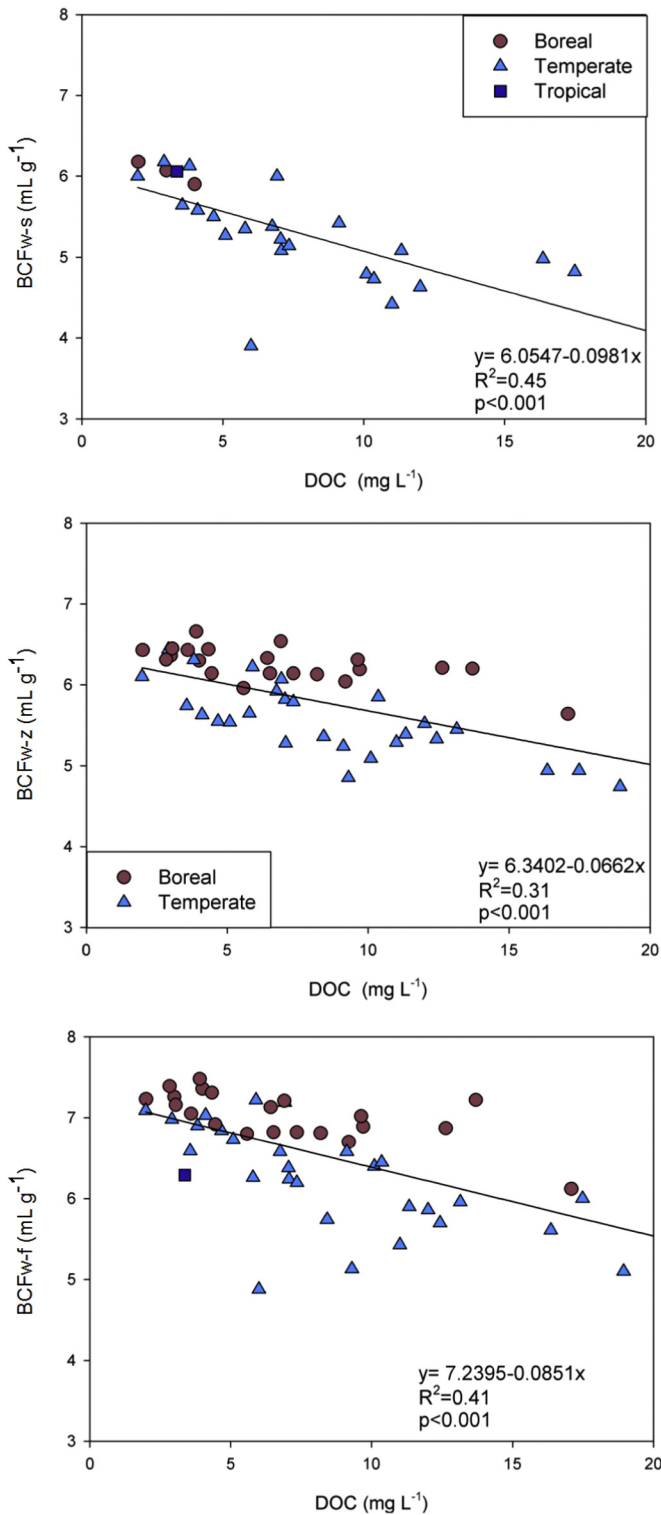 8
7
6
5
4
3
BCFw-s (mL g⁻¹)
Boreal
Temperate
Tropical
y= 6.0547-0.0981x
R²=0.45
p<0.001
0 5 10 15 20
DOC (mg L⁻¹)
8
7
6
5
4
3
BCFw-z (mL g⁻¹)
Boreal
Temperate
y= 6.3402-0.0662x
R²=0.31
p<0.001
0 5 10 15 20
DOC (mg L⁻¹)
8
7
6
5
4
3
BCFw-f (mL g⁻¹)
y= 7.2395-0.0851x
R²=0.41
p<0.001
0 5 10 15 20
DOC (mg L⁻¹)